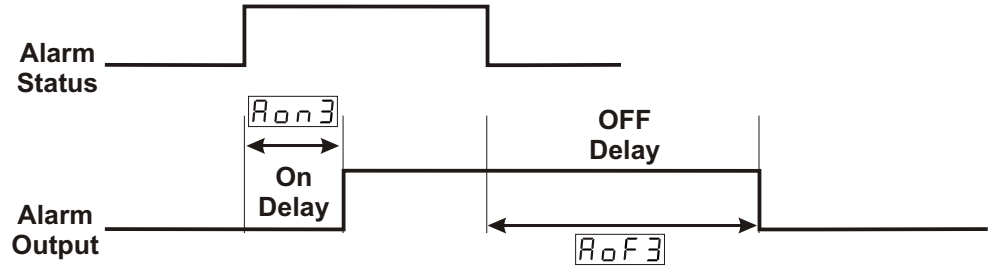 Alarm
Status
Aon3
On
Delay
OFF
Delay
Alarm
Output
AoF3